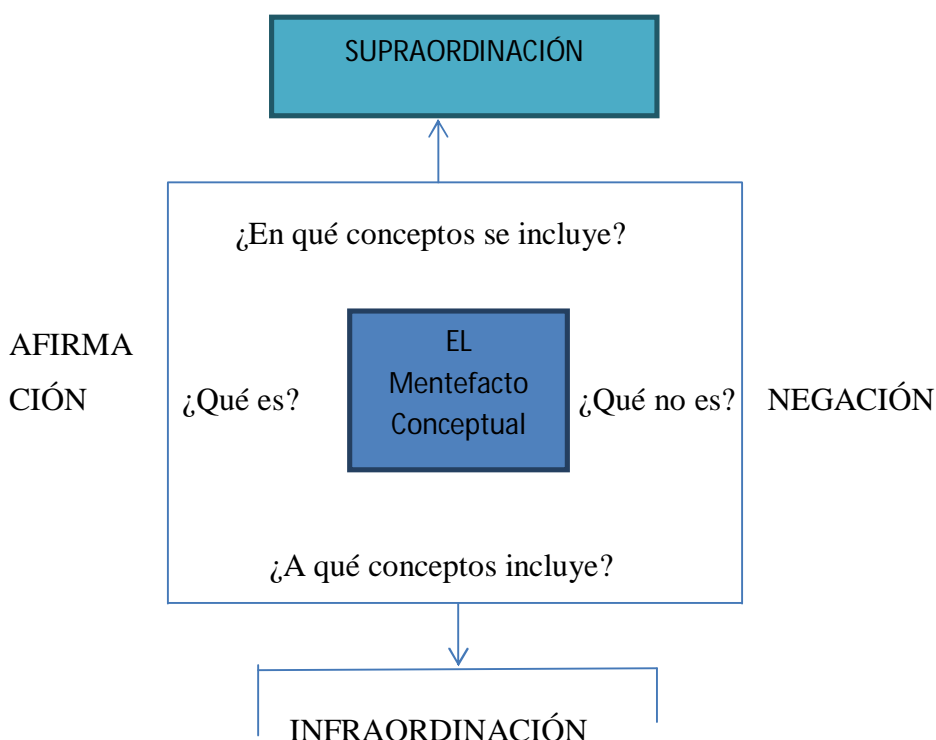 SUPRAORDINACIÓN
¿En qué conceptos se incluye?
AFIRMA
CIÓN
¿Qué es?
EL
Mentefacto
Conceptual
¿Qué no es?
NEGACIÓN
¿A qué conceptos incluye?
INFRAORDINACIÓN